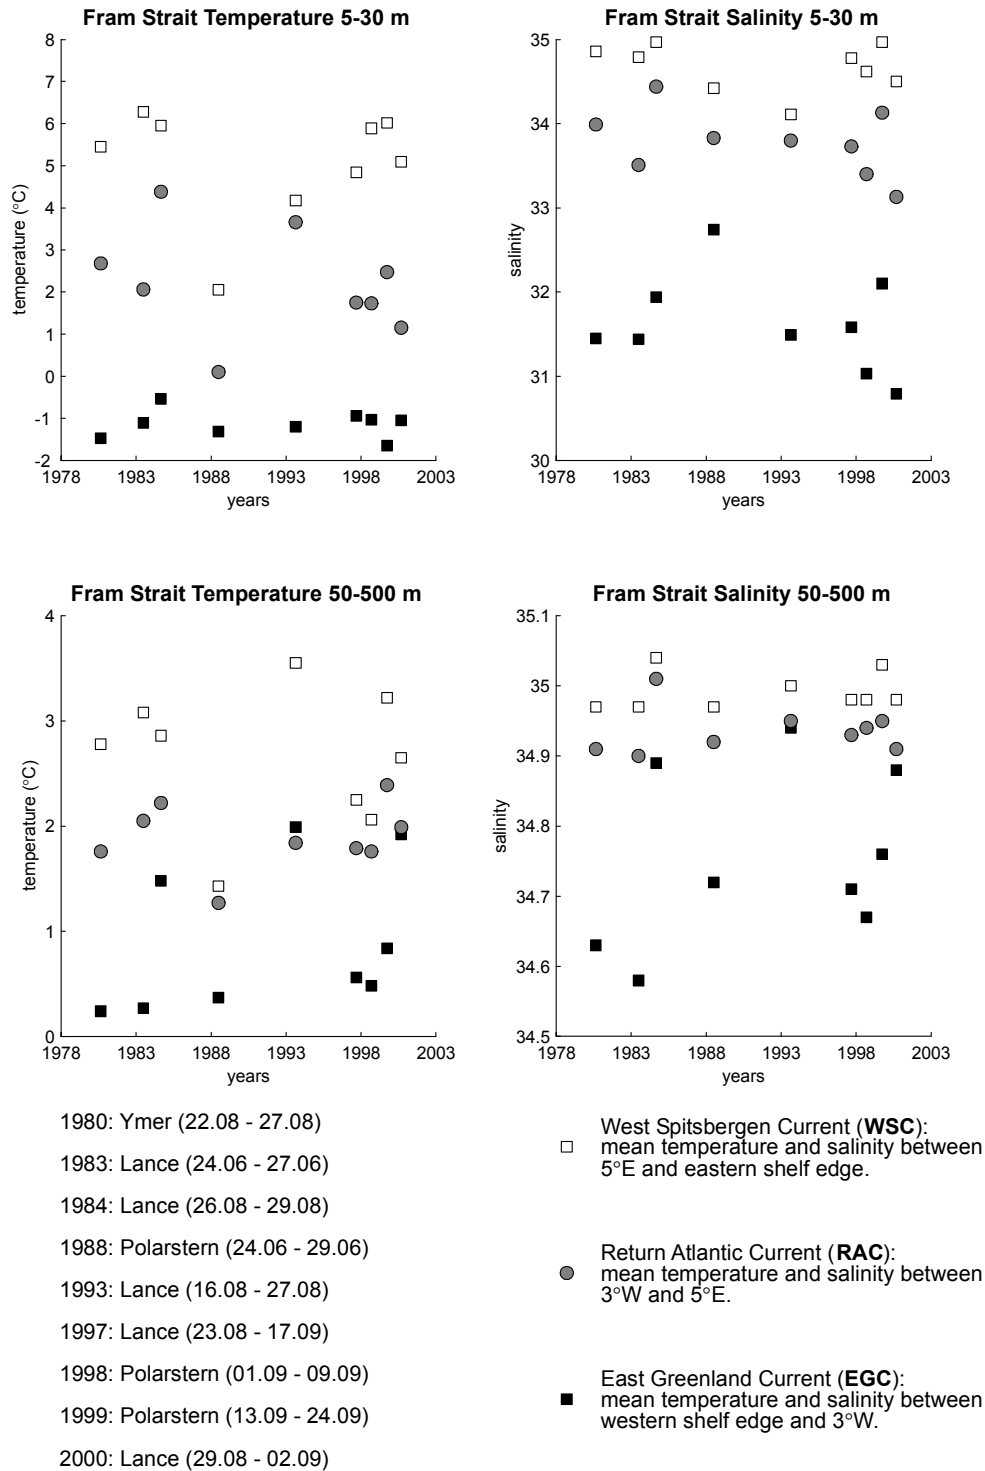 Fram Strait Temperature 5-30 m
8
7
6
5
4
3
2
1
0
-1
-2
temperature (°C)
1978 1983 1988 1993 1998 2003
years
Fram Strait Salinity 5-30 m
35
34
33
32
31
30
salinity
1978 1983 1988 1993 1998 2003
years
Fram Strait Temperature 50-500 m
4
3
2
1
0
temperature (°C)
1978 1983 1988 1993 1998 2003
years
Fram Strait Salinity 50-500 m
35.1
35
34.9
34.8
34.7
34.6
34.5
salinity
1978 1983 1988 1993 1998 2003
years
1980: Ymer (22.08 - 27.08)
1983: Lance (24.06 - 27.06)
1984: Lance (26.08 - 29.08)
1988: Polarstern (24.06 - 29.06)
1993: Lance (16.08 - 27.08)
1997: Lance (23.08 - 17.09)
1998: Polarstern (01.09 - 09.09)
1999: Polarstern (13.09 - 24.09)
2000: Lance (29.08 - 02.09)
West Spitsbergen Current (WSC):
mean temperature and salinity between
5°E and eastern shelf edge.
Return Atlantic Current (RAC):
mean temperature and salinity between
3°W and 5°E.
East Greenland Current (EGC):
mean temperature and salinity between
western shelf edge and 3°W.